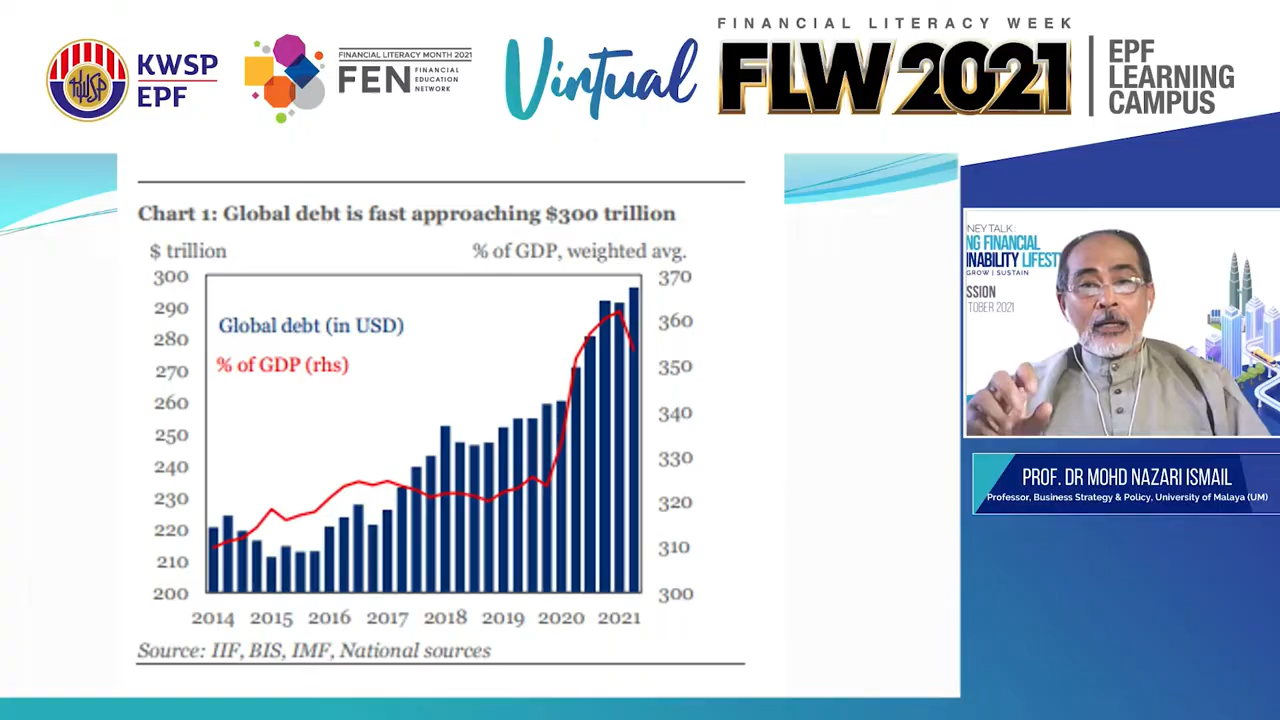 FINANCIAL LITERACY WEEK
KWSP
EPF
KWSP
FINANCIAL LITERACY MONTH 2021
FEN
FINANCIAL
EDUCATION
NETWORK
Virtual
FLW 2021
EPF
LEARNING
CAMPUS
Chart 1: Global debt is fast approaching $300 trillion
$ trillion
% of GDP, weighted avg.
300
290
280
270
260
250
240
230
220
210
200
Global debt (in USD)
% of GDP (rhs)
370
360
350
340
330
320
310
300
2014 2015 2016 2017 2018 2019 2020 2021
Source: IIF, BIS, IMF, National sources
NEY TALK :
NG FINANCIAL
INABILITY LIFEST
GROW | SUSTAIN
SSION
TOBER 2021
PROF. DR MOHD NAZARI ISMAIL
Professor, Business Strategy & Policy, University of Malaya (UM)